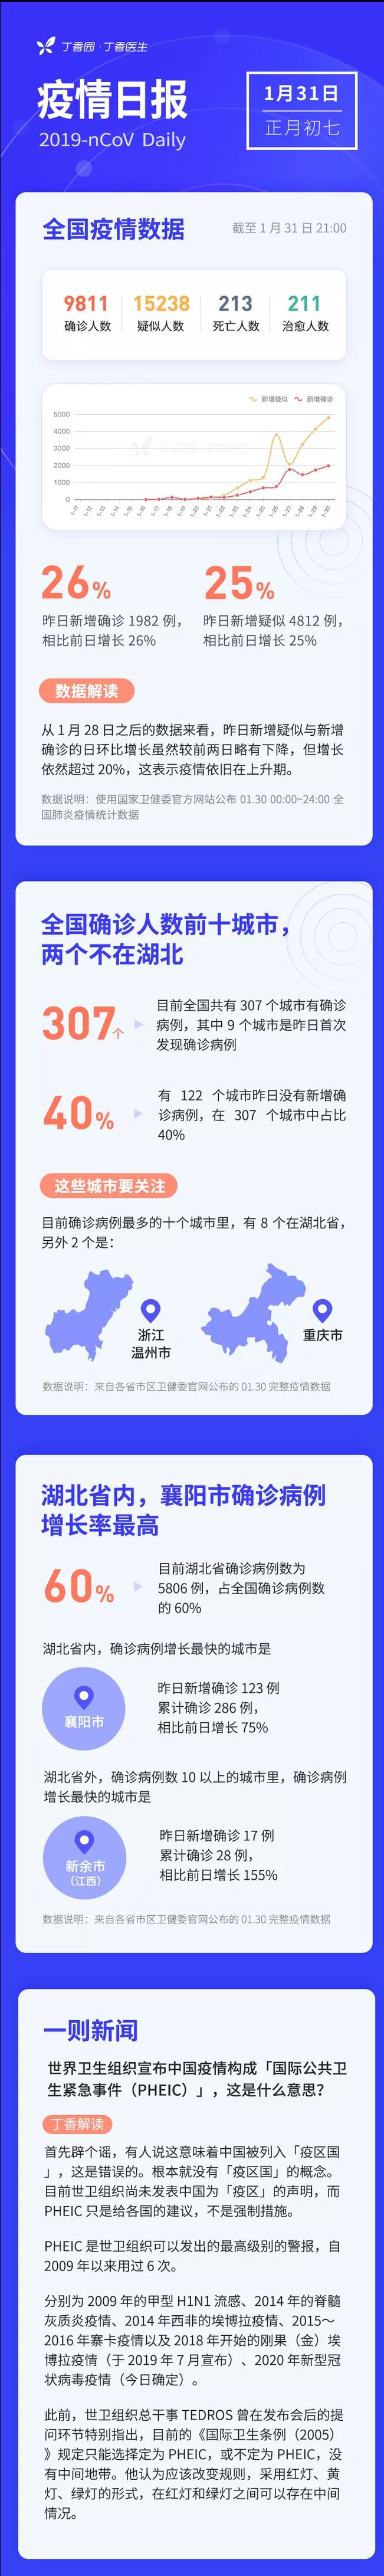 丁香园·丁香医生
疫情日报
2019-nCoV Daily
1月31日
正月初七
全国疫情数据
截至 1 月 31 日 21:00
9811
确诊人数
15238
疑似人数
213
死亡人数
211
治愈人数
新增疑似 新增确诊
5000
4000
3000
2000
1000
0
1-11 1-12 1-13 1-14 1-15 1-16 1-17 1-18 1-19 1-20 1-21 1-22 1-23 1-24 1-25 1-26 1-27 1-28 1-29 1-30
26%
昨日新增确诊 1982 例，
相比前日增长 26%
25%
昨日新增疑似 4812 例，
相比前日增长 25%
数据解读
从 1 月 28 日之后的数据来看，昨日新增疑似与新增
确诊的日环比增长虽然较前两日略有下降，但增长
依然超过 20%，这表示疫情依旧在上升期。
数据说明：使用国家卫健委官方网站公布 01.30 00:00~24:00 全
国肺炎疫情统计数据
全国确诊人数前十城市，
两个不在湖北
307个
目前全国共有 307 个城市有确诊
病例，其中 9 个城市是昨日首次
发现确诊病例
40%
有 122 个城市昨日没有新增确
诊病例，在 307 个城市中占比
40%
这些城市要关注
目前确诊病例最多的十个城市里，有 8 个在湖北省，
另外 2 个是：
浙江
温州市
重庆市
数据说明：来自各省市区卫健委官网公布的 01.30 完整疫情数据
湖北省内，襄阳市确诊病例
增长率最高
60%
目前湖北省确诊病例数为
5806 例，占全国确诊病例数
的 60%
湖北省内，确诊病例增长最快的城市是
襄阳市
昨日新增确诊 123 例
累计确诊 286 例，
相比前日增长 75%
湖北省外，确诊病例数 10 以上的城市里，确诊病例
增长最快的城市是
新余市
（江西）
昨日新增确诊 17 例
累计确诊 28 例，
相比前日增长 155%
数据说明：来自各省市区卫健委官网公布的 01.30 完整疫情数据
一则新闻
世界卫生组织宣布中国疫情构成「国际公共卫
生紧急事件（PHEIC）」，这是什么意思？
丁香解读
首先辟个谣，有人说这意味着中国被列入「疫区国
」，这是错误的。根本就没有「疫区国」的概念。
目前世卫组织尚未发表中国为「疫区」的声明，而
PHEIC 只是给各国的建议，不是强制措施。
PHEIC 是世卫组织可以发出的最高级别的警报，自
2009 年以来用过 6 次。
分别为 2009 年的甲型 H1N1 流感、2014 年的脊髓
灰质炎疫情、2014 年西非的埃博拉疫情、2015～
2016 年寨卡疫情以及 2018 年开始的刚果（金）埃
博拉疫情（于 2019 年 7 月宣布）、2020 年新型冠
状病毒疫情（今日确定）。
此前，世卫组织总干事 TEDROS 曾在发布会后的提
问环节特别指出，目前的《国际卫生条例（2005）
》规定只能选择定为 PHEIC，或不定为 PHEIC，没
有中间地带。他认为应该改变规则，采用红灯、黄
灯、绿灯的形式，在红灯和绿灯之间可以存在中间
情况。